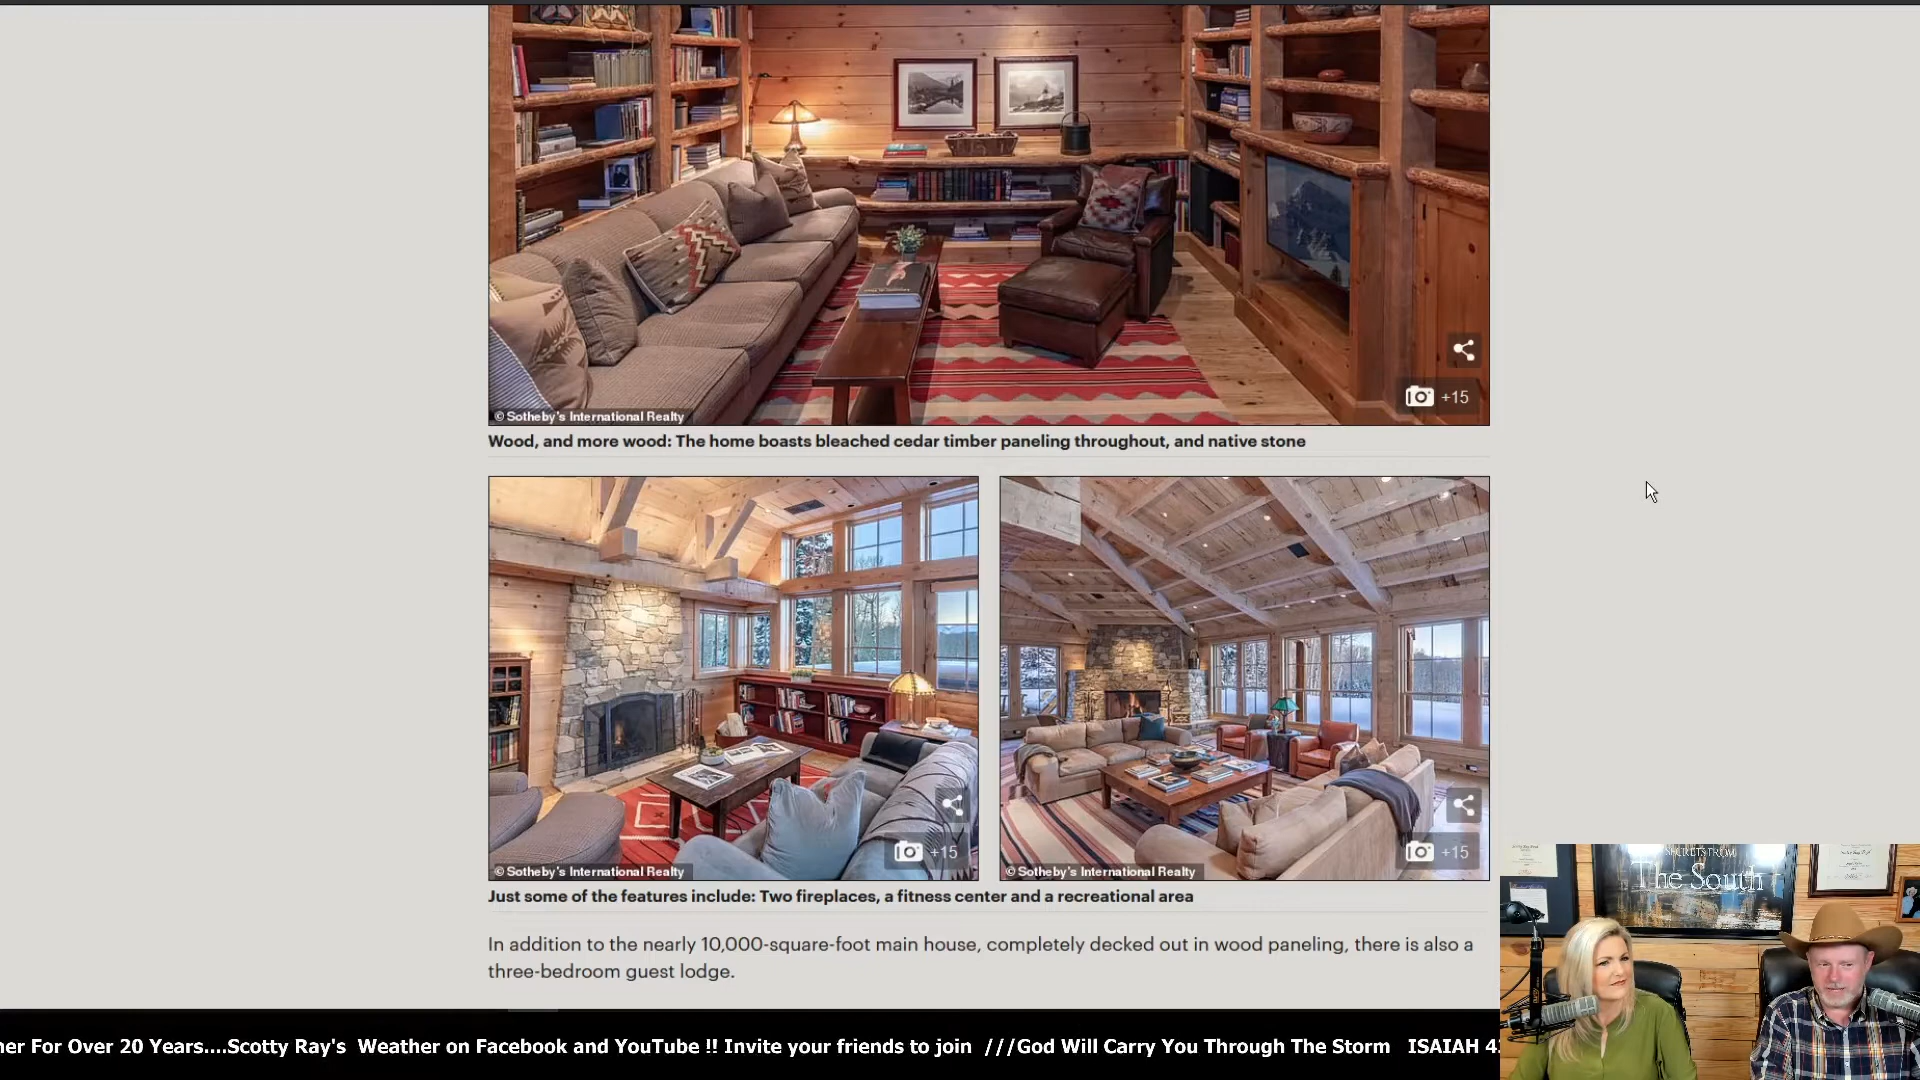 © Sotheby's International Realty
+15
Wood, and more wood: The home boasts bleached cedar timber paneling throughout, and native stone
© Sotheby's International Realty
+15
© Sotheby's International Realty
+15
Just some of the features include: Two fireplaces, a fitness center and a recreational area
In addition to the nearly 10,000-square-foot main house, completely decked out in wood paneling, there is also a
three-bedroom guest lodge.
SECRETS FROM
The South
ner For Over 20 Years....Scotty Ray's Weather on Facebook and YouTube !! Invite your friends to join ///God Will Carry You Through The Storm ISAIAH 4